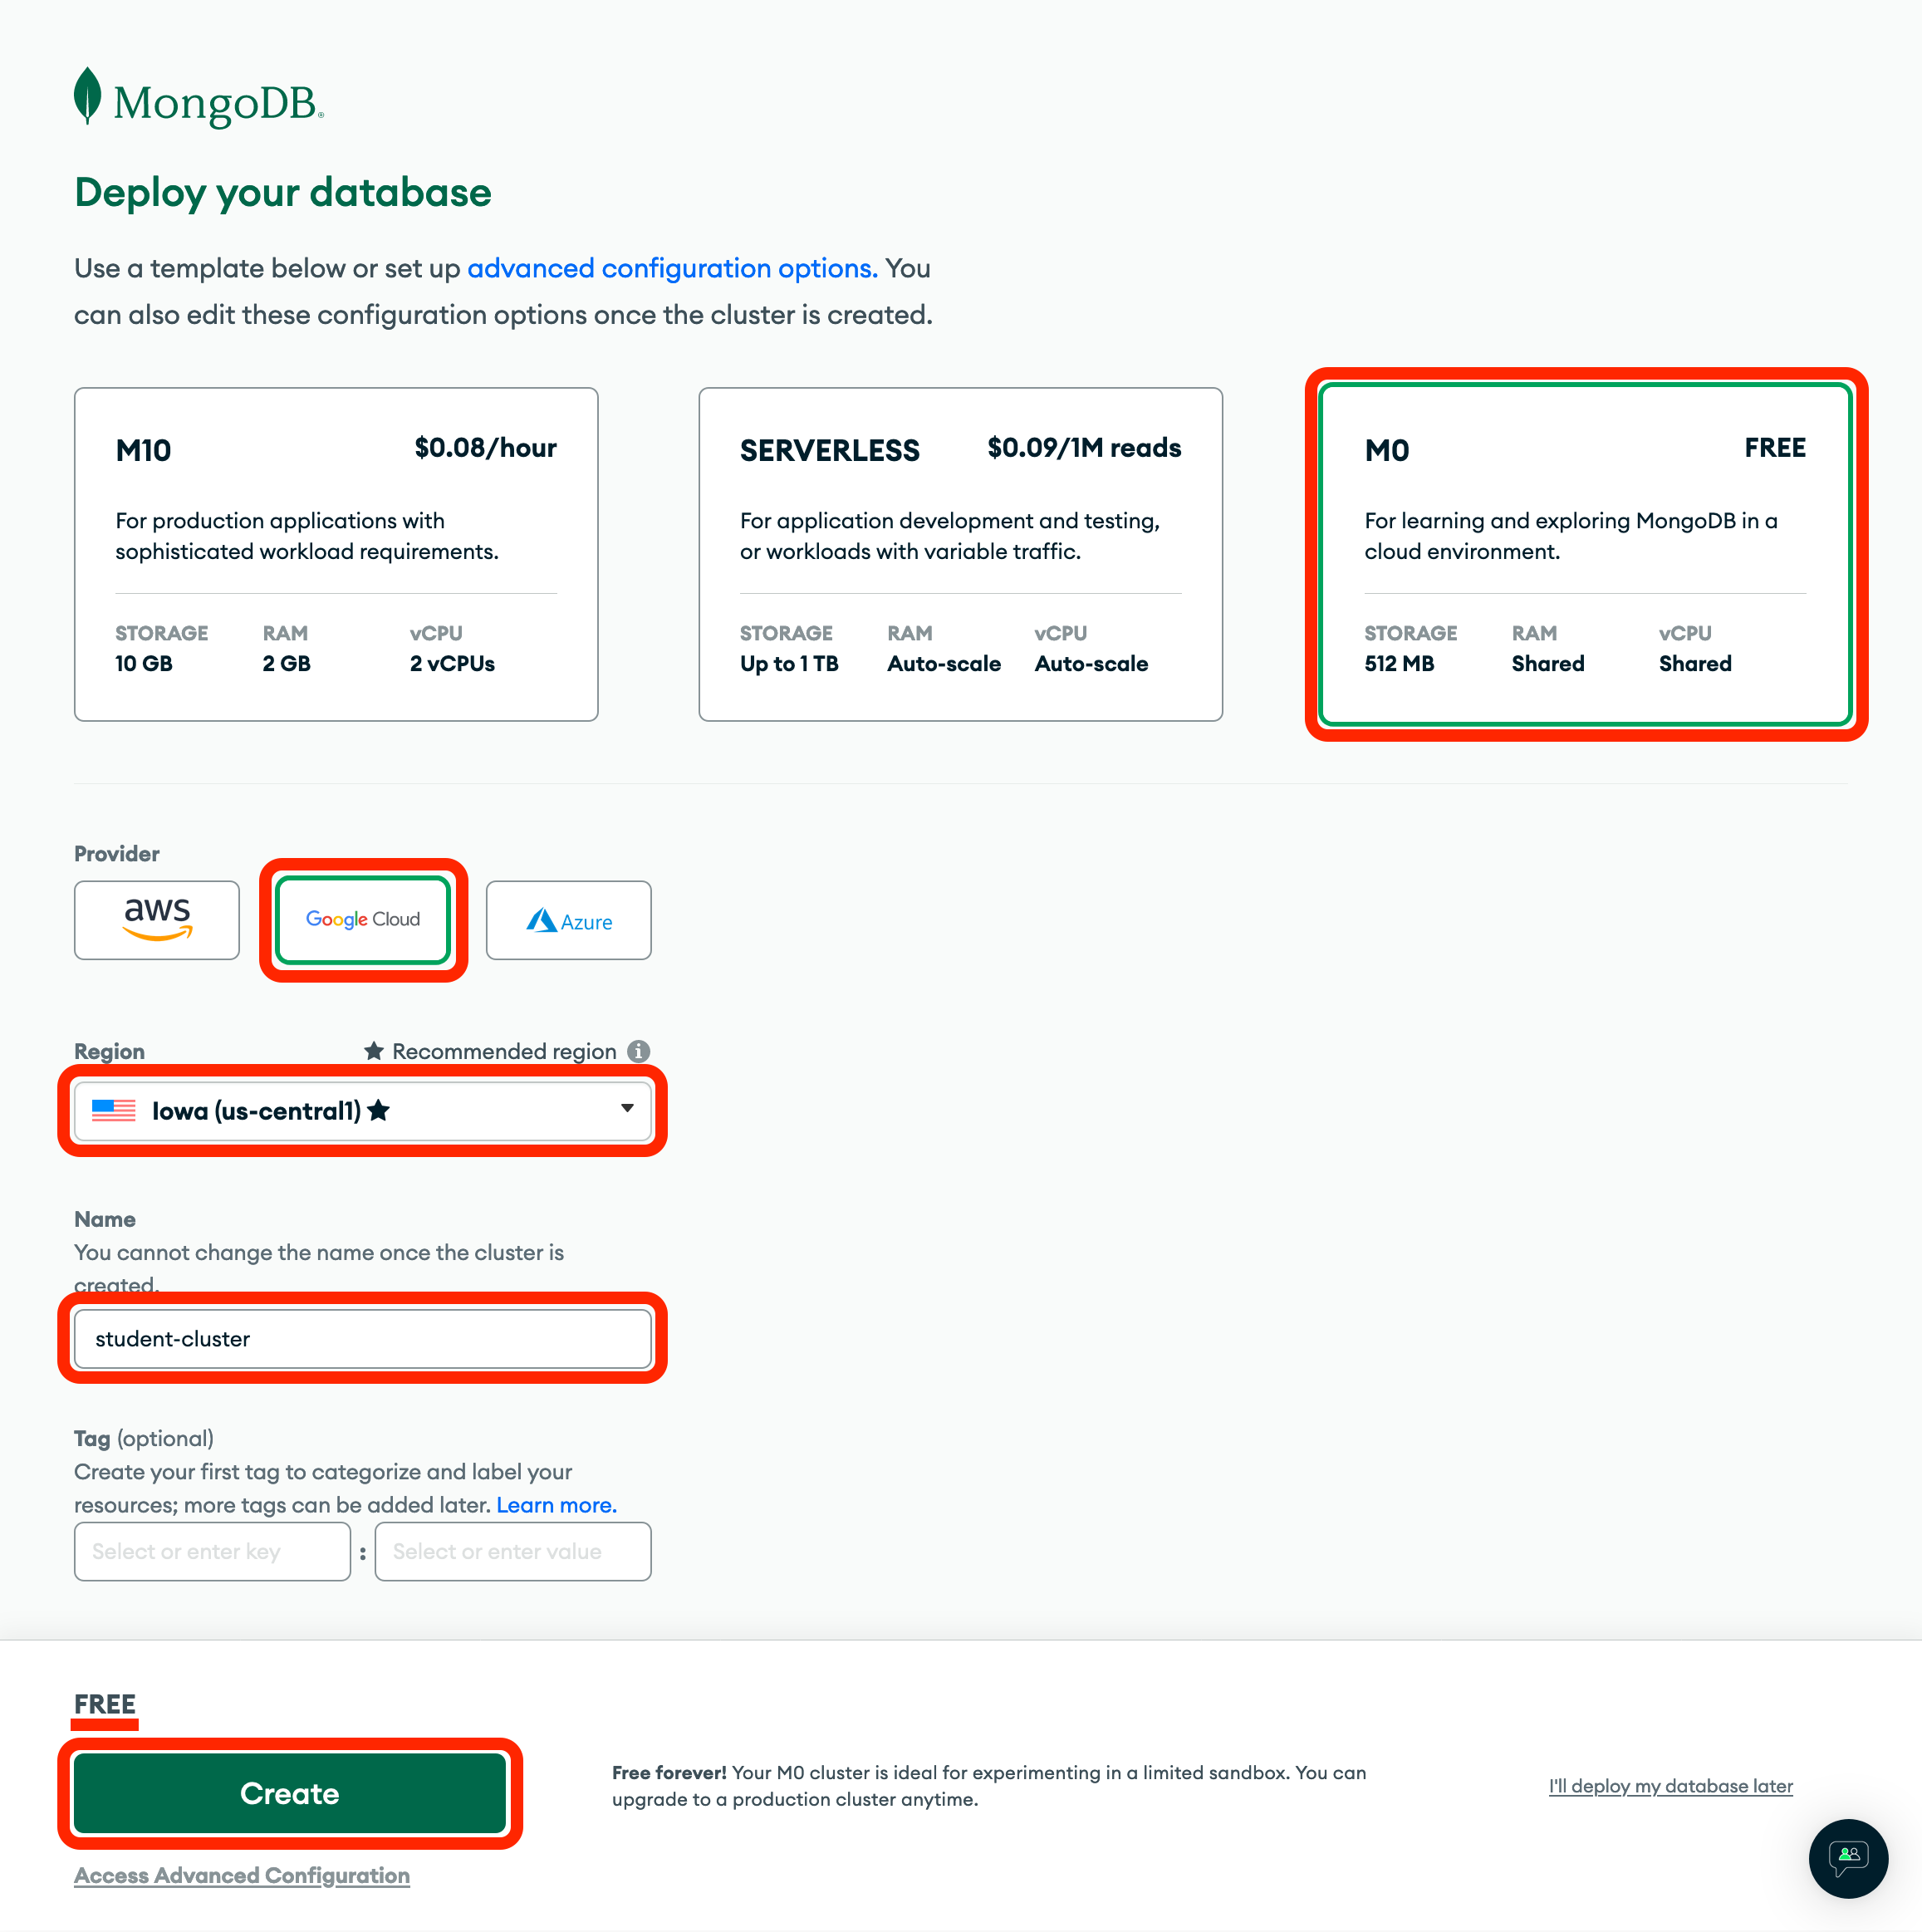 MongoDB®
Deploy your database
Use a template below or set up advanced configuration options. You
can also edit these configuration options once the cluster is created.
M10 $0.08/hour
For production applications with
sophisticated workload requirements.
STORAGE RAM vCPU
10 GB 2 GB 2 vCPUs
SERVERLESS $0.09/1M reads
For application development and testing,
or workloads with variable traffic.
STORAGE RAM vCPU
Up to 1 TB Auto-scale Auto-scale
M0 FREE
For learning and exploring MongoDB in a
cloud environment.
STORAGE RAM vCPU
512 MB Shared Shared
Provider
aws Google Cloud Azure
Region ★ Recommended region i
Iowa (us-central1) ★
Name
You cannot change the name once the cluster is
created.
student-cluster
Tag (optional)
Create your first tag to categorize and label your
resources; more tags can be added later. Learn more.
Select or enter key : Select or enter value
FREE
Create
Free forever! Your M0 cluster is ideal for experimenting in a limited sandbox. You can
upgrade to a production cluster anytime.
I'll deploy my database later
Access Advanced Configuration